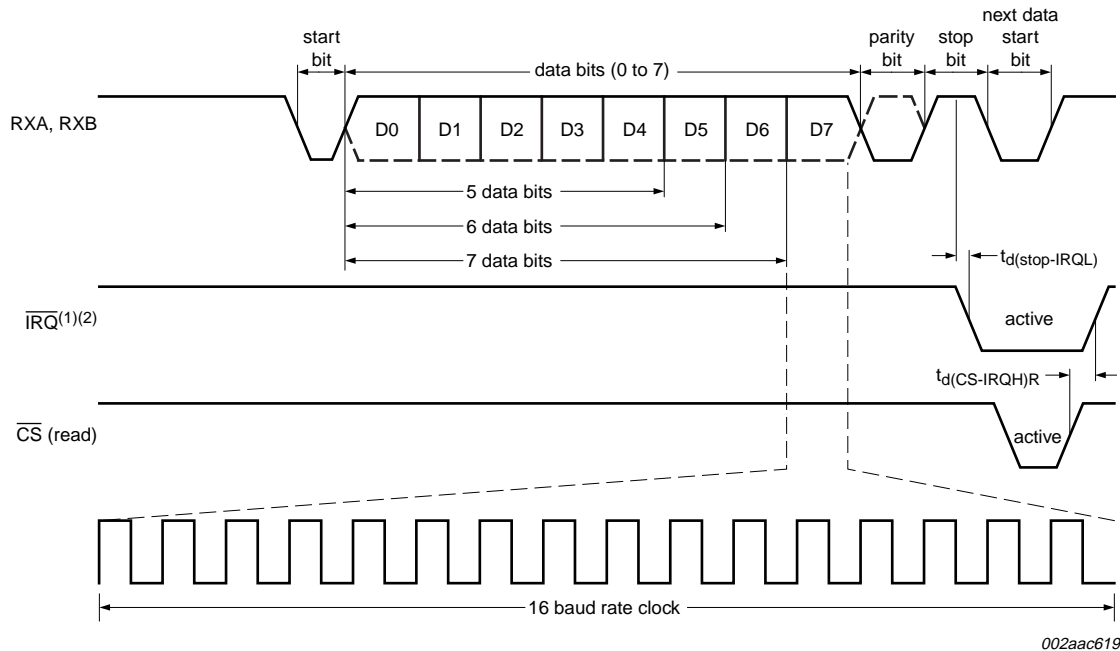 start
bit
data bits (0 to 7)
parity
bit
stop
bit
next data
start
bit
RXA, RXB
D0 D1 D2 D3 D4 D5 D6 D7
5 data bits
6 data bits
7 data bits
td(stop-IRQL)
IRQ(1)(2)
active
td(CS-IRQH)R
CS (read)
active
16 baud rate clock
002aac619